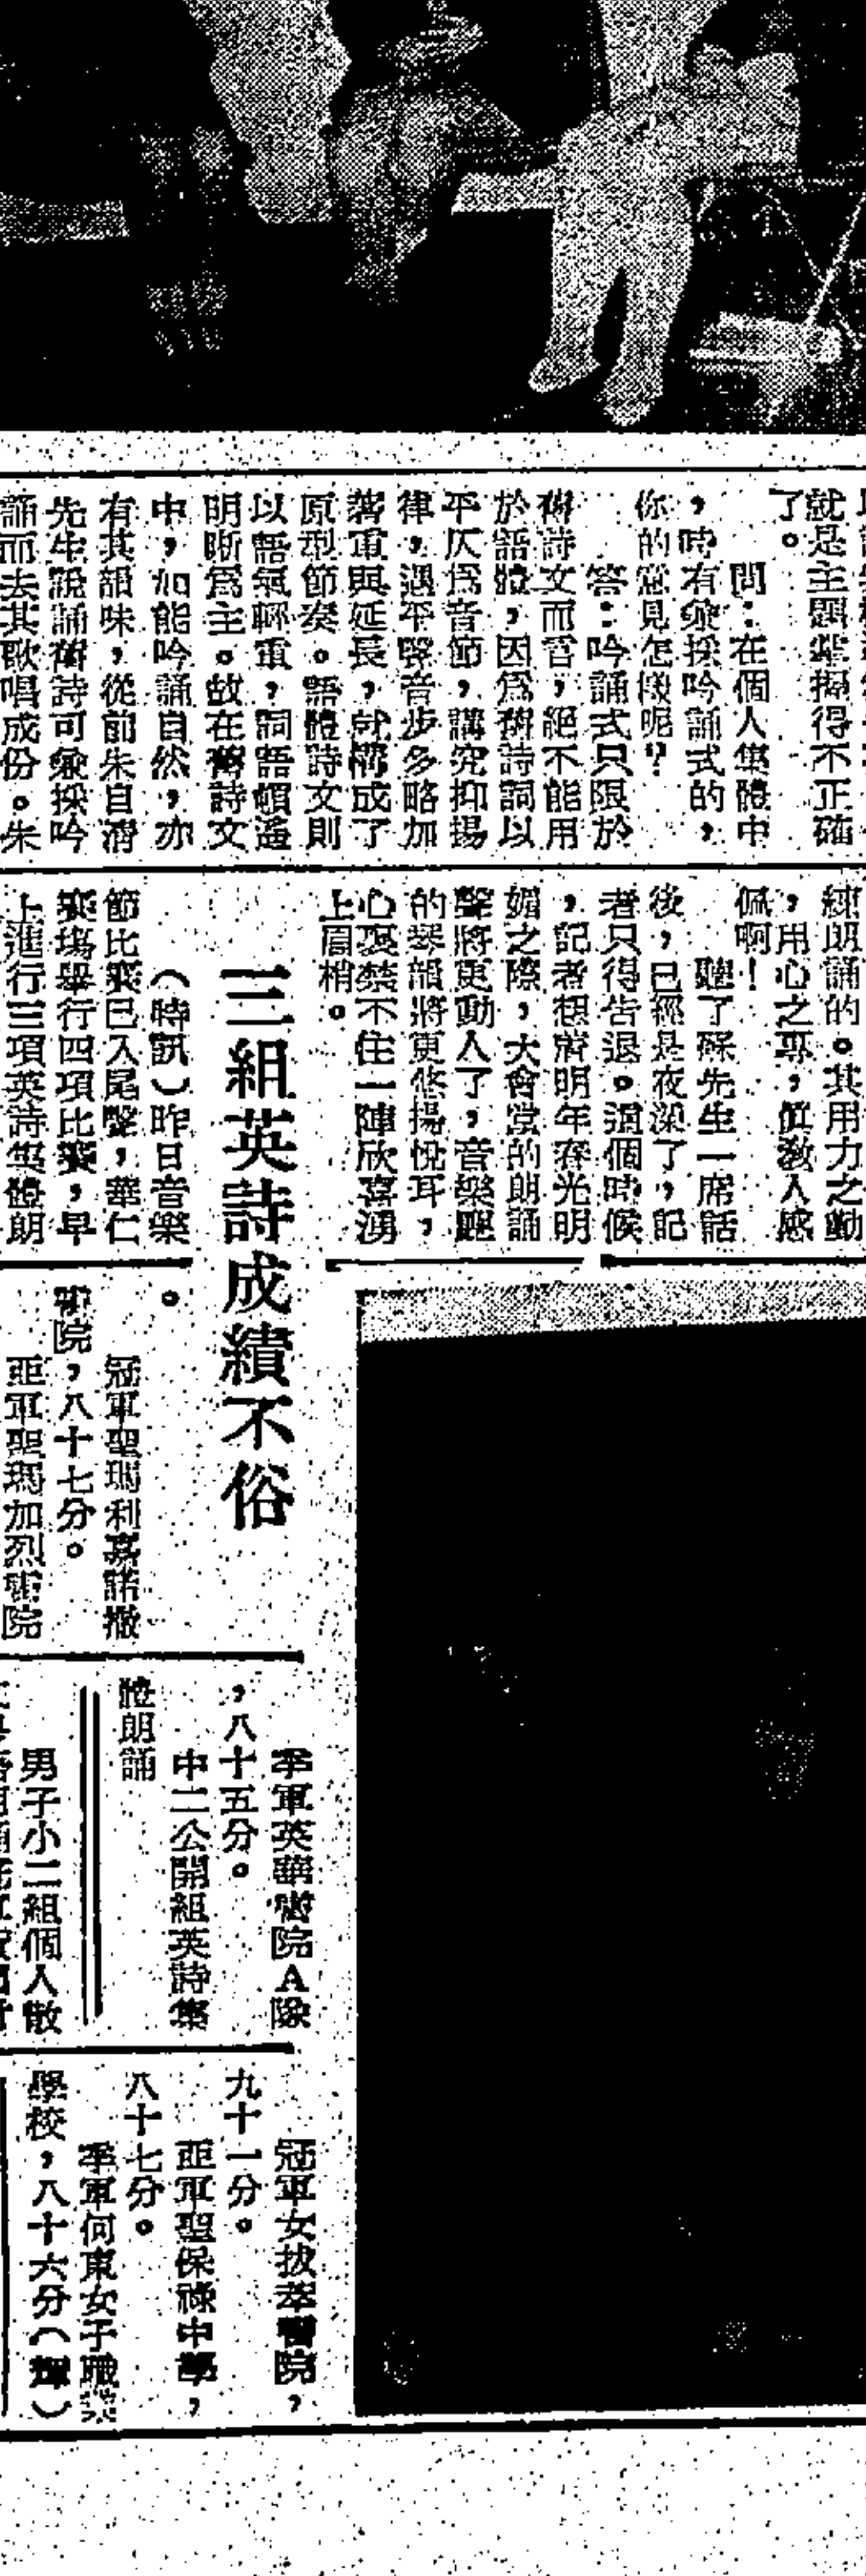 就是主題掌握得不正確
了。
問：在個人集體中
，時有兼採吟誦式的，
你的意見怎樣呢？
答：吟誦式只限於
舊詩文而言，絕不能用
於語體，因為舊詩詞以
平仄為音節，講究抑揚
律，遇平聲音步多略加
著重與延長，就構成了
原型節奏。語體詩文則
以語氣輕重，詞語頓逗
明晰為主。故在舊詩文
中，如能吟誦自然，亦
有其韻味，從前朱自清
先生說誦舊詩可兼採吟
誦而去其歌唱成份。朱
練朗誦的。其用力之勤
，用心之專，真教人感
佩啊！
聽了蘇先生一席話
後，已經是夜深了，記
者只得告退。這個時候
，記者想着明年春光明
媚之際，大會堂的朗誦
聲將更動人了，音樂廳
的琴韻將更悠揚悅耳，
心裏禁不住一陣欣喜湧
上眉梢。
三組英詩成績不俗
（時訊）昨日音樂
節比賽已入尾聲，華仁
賽場舉行四項比賽，早
上進行三項英詩集體朗
。
冠軍聖瑪利嘉諾撒
書院，八十七分。
亞軍聖瑪加烈書院
，八十五分。
季軍英華書院A隊
中二公開組英詩集
體朗誦
冠軍女拔萃書院，
九十一分。
亞軍聖保祿中學，
八十七分。
季軍何東女子職業
學校，八十六分（輝）
男子小二組個人散